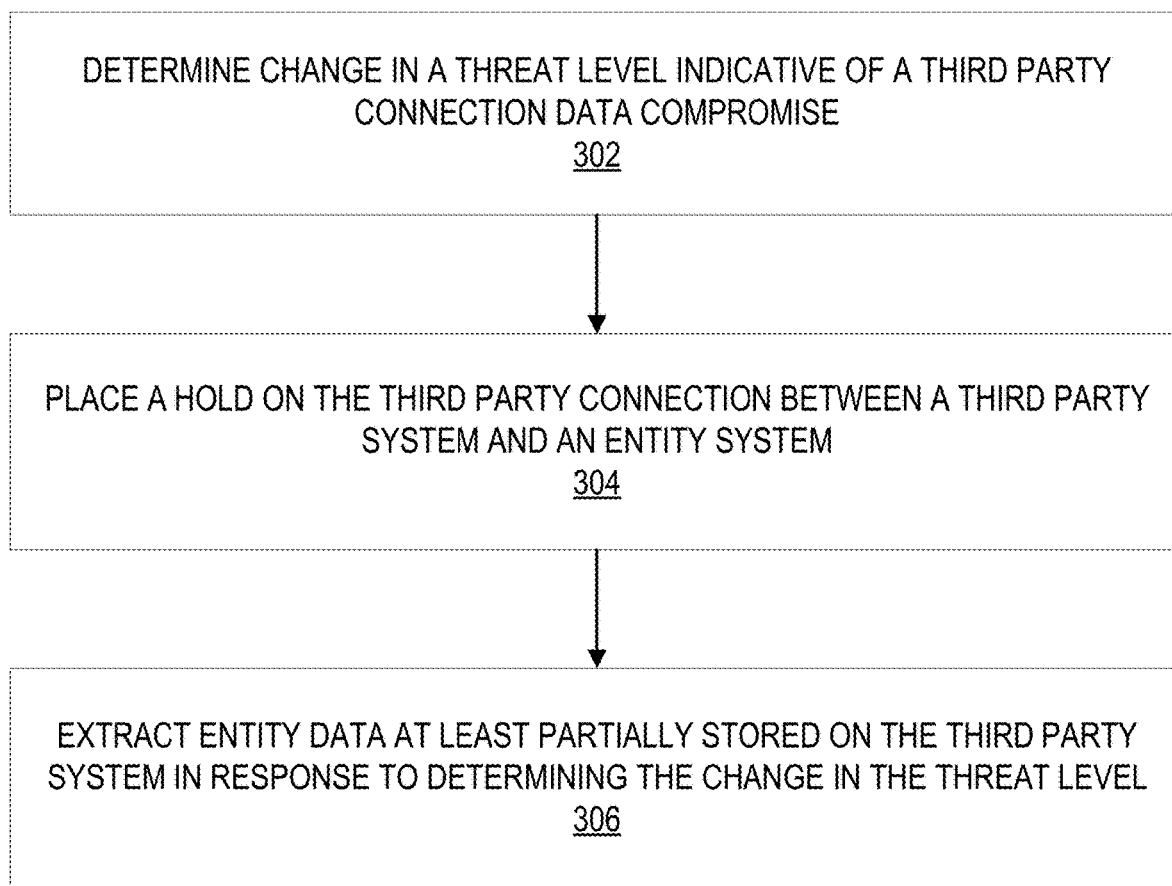 DETERMINE CHANGE IN A THREAT LEVEL INDICATIVE OF A THIRD PARTY
CONNECTION DATA COMPROMISE
302
PLACE A HOLD ON THE THIRD PARTY CONNECTION BETWEEN A THIRD PARTY
SYSTEM AND AN ENTITY SYSTEM
304
EXTRACT ENTITY DATA AT LEAST PARTIALLY STORED ON THE THIRD PARTY
SYSTEM IN RESPONSE TO DETERMINING THE CHANGE IN THE THREAT LEVEL
306